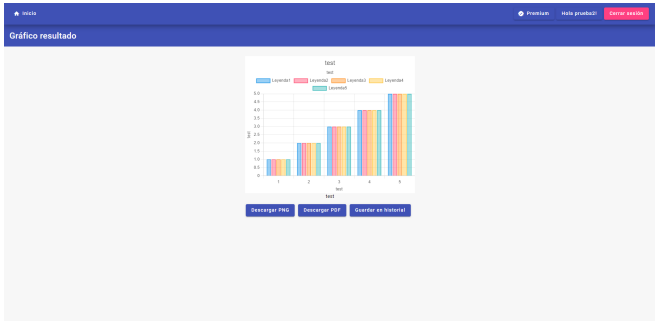 Inicio
Premium
Hola prueba2!
Cerrar sesión
Gráfico resultado
test
test
Leyenda1 Leyenda2 Leyenda3 Leyenda4
Leyenda5
5.0
4.5
4.0
3.5
3.0
2.5
2.0
1.5
1.0
0.5
0
test
1 2 3 4 5
test
test
Descargar PNG
Descargar PDF
Guardar en historial